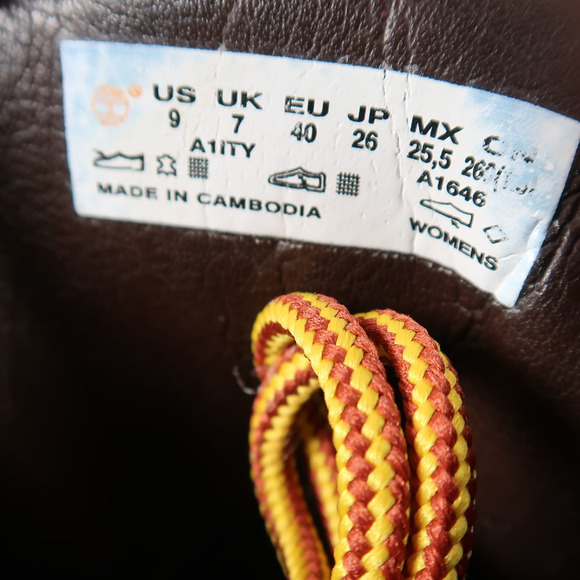 US UK EU JP MX
9 7 40 26 25,5
A1ITY A1646
MADE IN CAMBODIA WOMENS